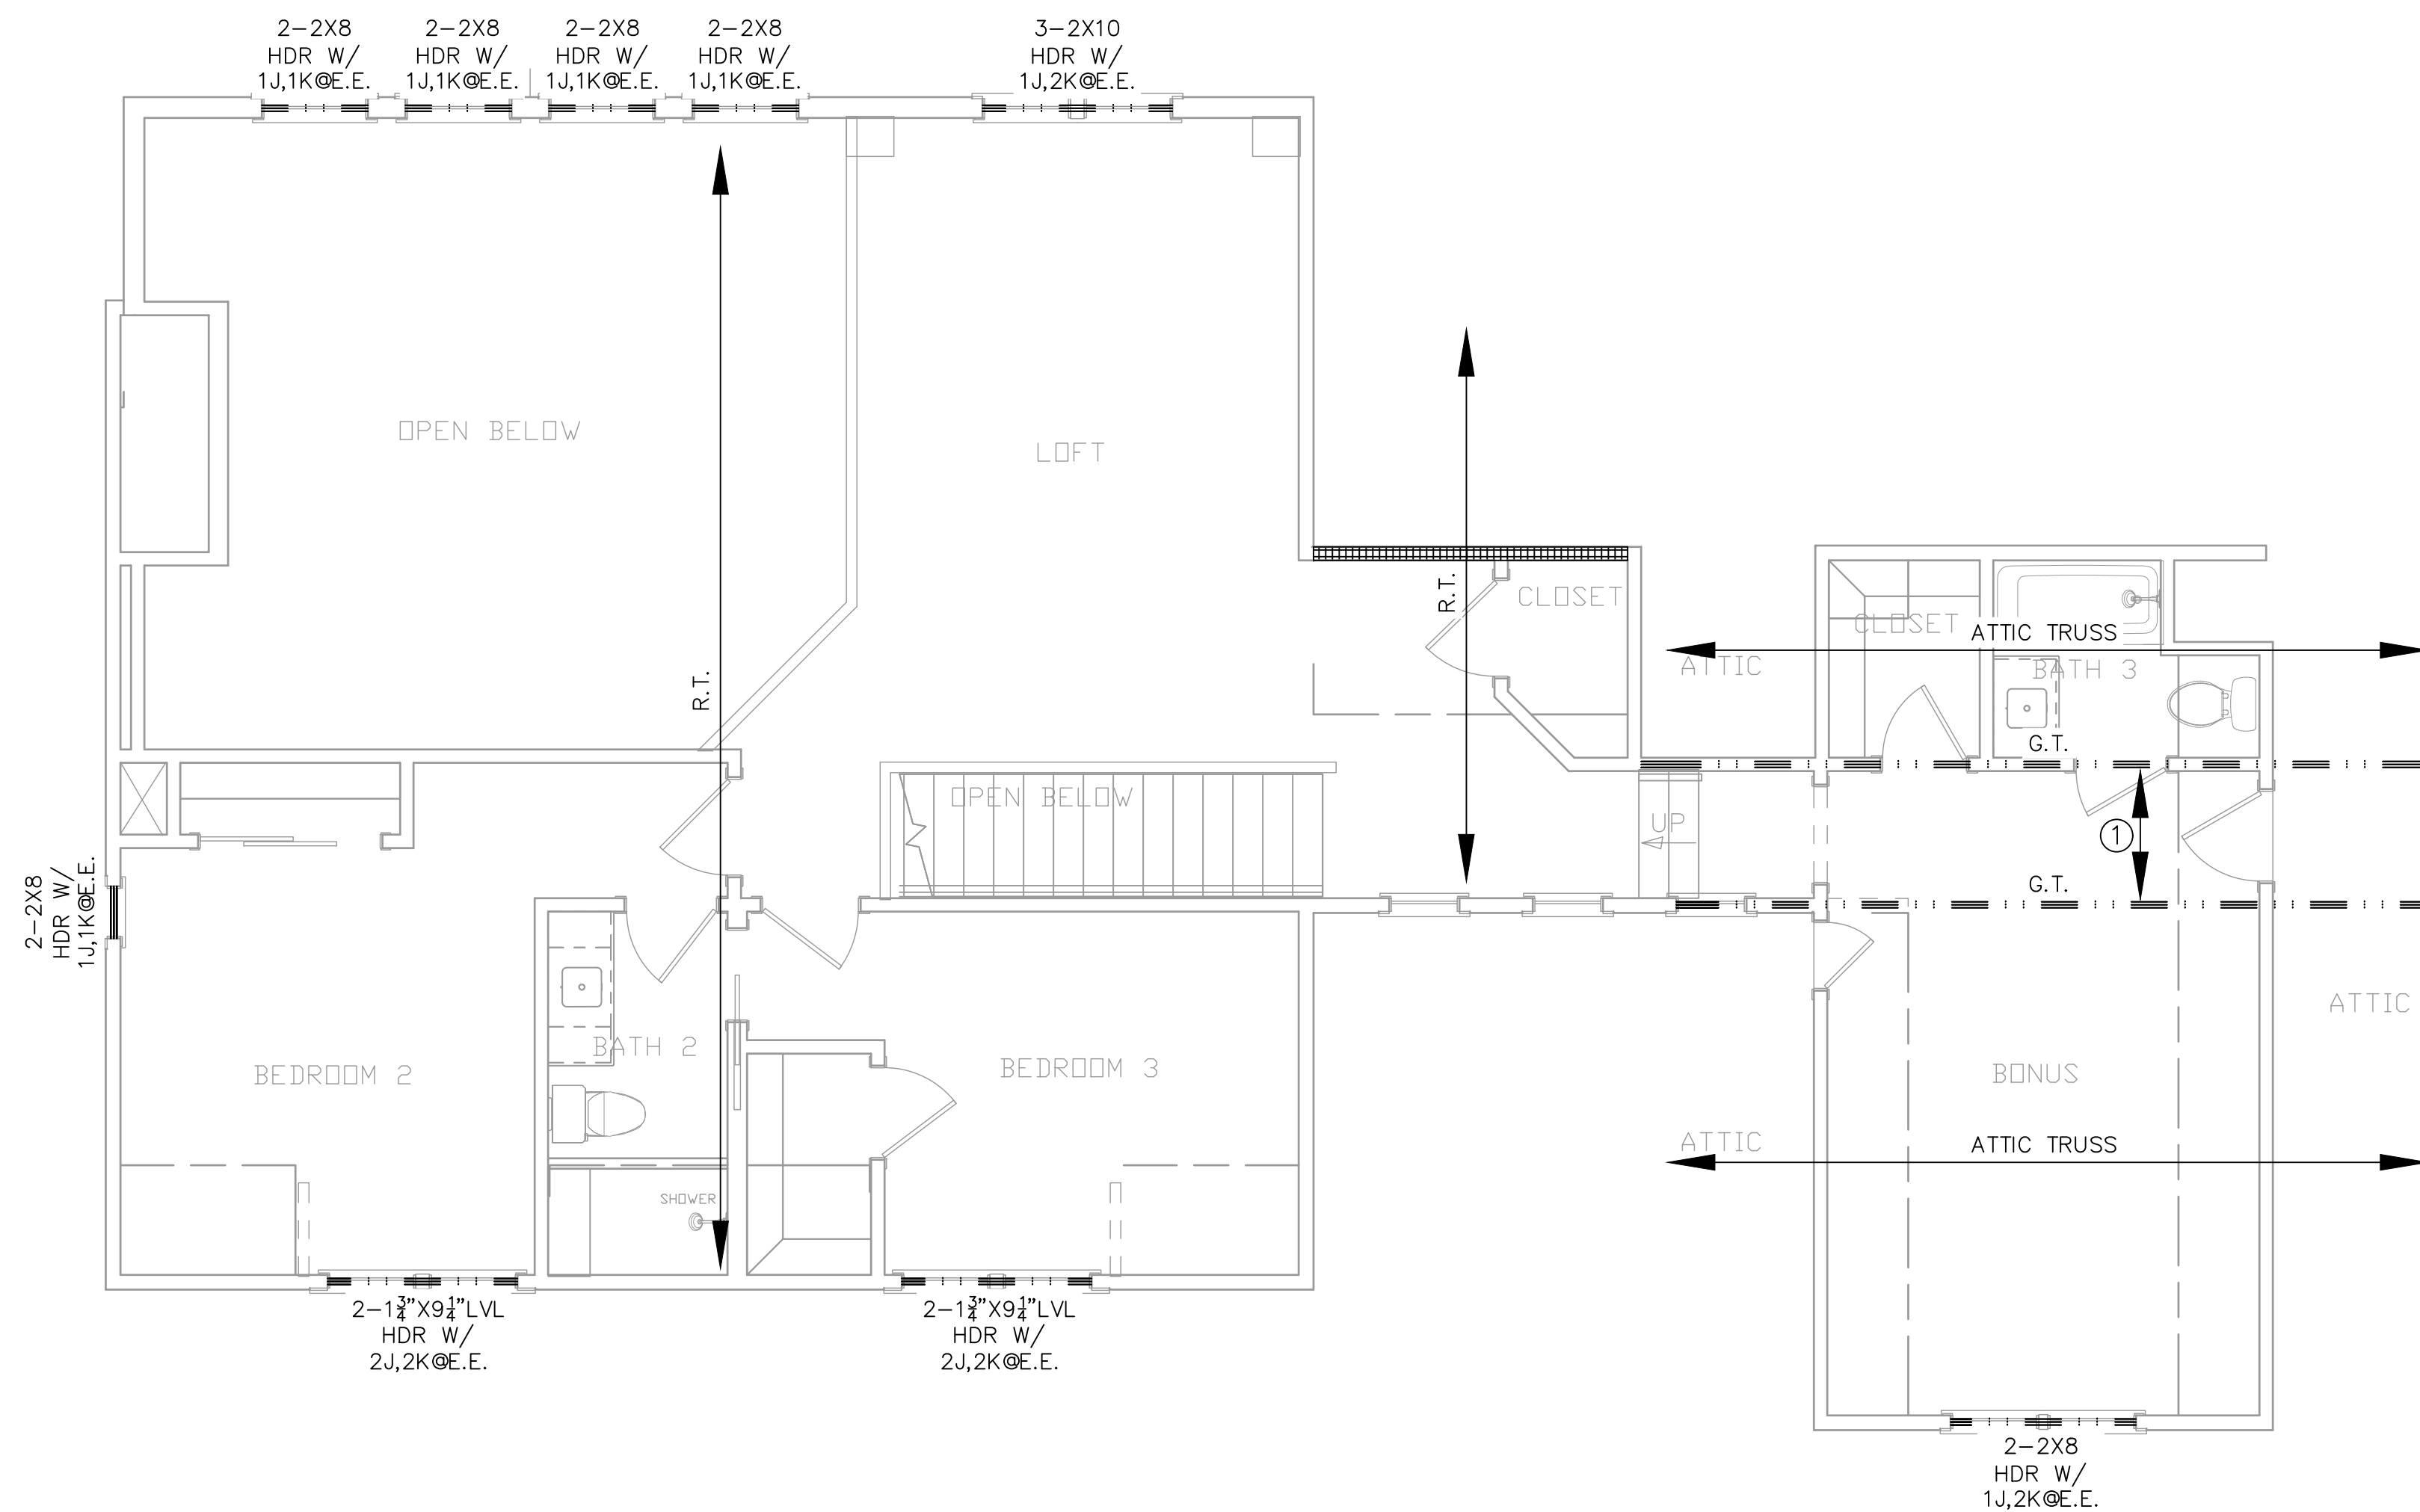 2-2X8
HDR W/
1J,1K@E.E.
2-2X8
HDR W/
1J,1K@E.E.
2-2X8
HDR W/
1J,1K@E.E.
2-2X8
HDR W/
1J,1K@E.E.
3-2X10
HDR W/
1J,2K@E.E.
OPEN BELOW
LOFT
R.T.
R.T.
CLOSET
CLOSET
ATTIC TRUSS
ATTIC
BATH 3
G.T.
OPEN BELOW
UP
1
G.T.
2-2X8
HDR W/
1J,1K@E.E.
ATTIC
BEDROOM 2
BATH 2
BEDROOM 3
BONUS
ATTIC
ATTIC TRUSS
SHOWER
2-1¾"X9¼"LVL
HDR W/
2J,2K@E.E.
2-1¾"X9¼"LVL
HDR W/
2J,2K@E.E.
2-2X8
HDR W/
1J,2K@E.E.